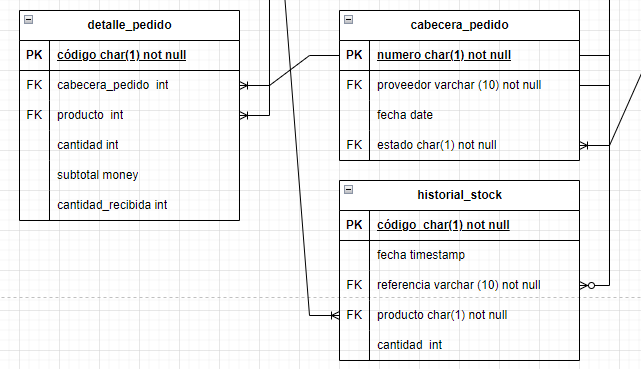 detalle_pedido
PK código char(1) not null
FK cabecera_pedido int
FK producto int
cantidad int
subtotal money
cantidad_recibida int
cabecera_pedido
PK numero char(1) not null
FK proveedor varchar (10) not null
fecha date
FK estado char(1) not null
historial_stock
PK código char(1) not null
fecha timestamp
FK referencia varchar (10) not null
FK producto char(1) not null
cantidad int